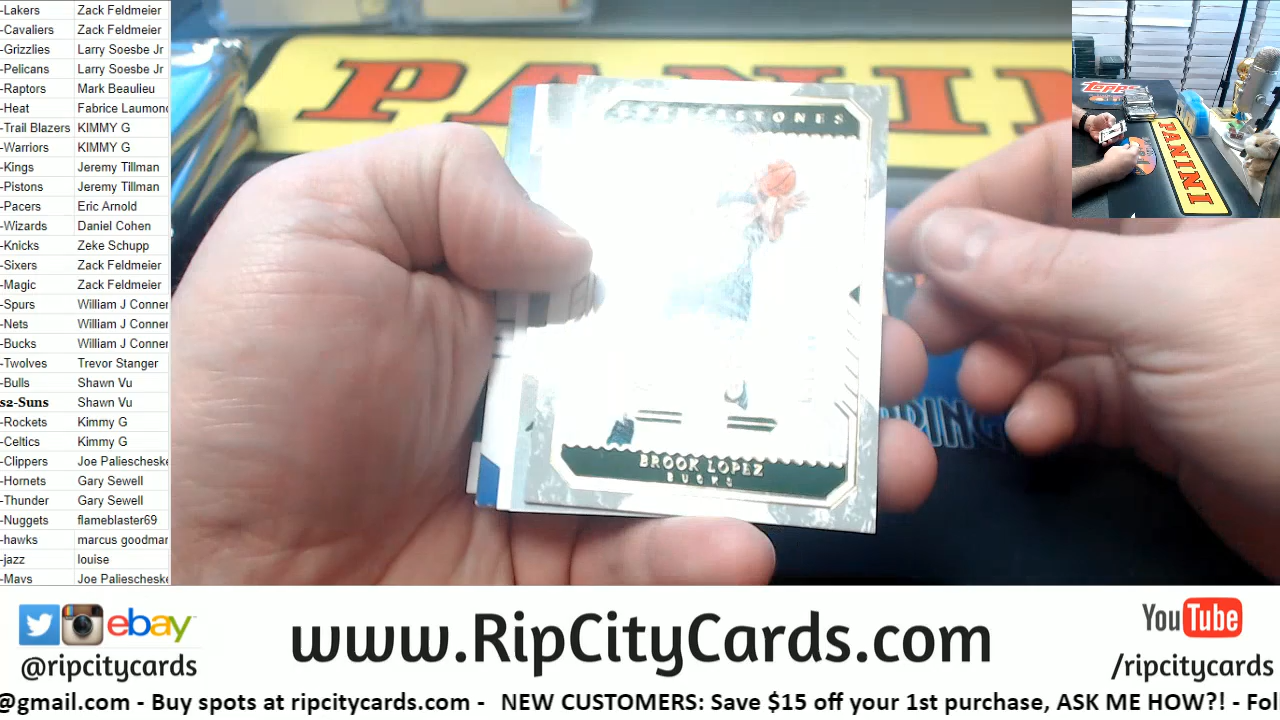 -Lakers Zack Feldmeier
-Cavaliers Zack Feldmeier
-Grizzlies Larry Soesbe Jr
-Pelicans Larry Soesbe Jr
-Raptors Mark Beaulieu
-Heat Fabrice Laumond
-Trail Blazers KIMMY G
-Warriors KIMMY G
-Kings Jeremy Tillman
-Pistons Jeremy Tillman
-Pacers Eric Arnold
-Wizards Daniel Cohen
-Knicks Zeke Schupp
-Sixers Zack Feldmeier
-Magic Zack Feldmeier
-Spurs William J Conner
-Nets William J Conner
-Bucks William J Conner
-Twolves Trevor Stanger
-Bulls Shawn Vu
s2-Suns Shawn Vu
-Rockets Kimmy G
-Celtics Kimmy G
-Clippers Joe Paliescheske
-Hornets Gary Sewell
-Thunder Gary Sewell
-Nuggets flameblaster69
-hawks marcus goodmar
-jazz louise
-Mavs Joe Paliescheske
PANINI
BROOK LOPEZ
BUCKS
Topps
PANINI
ebay
@ripcitycards
www.RipCityCards.com
YouTube
/ripcitycards
@gmail.com - Buy spots at ripcitycards.com - NEW CUSTOMERS: Save $15 off your 1st purchase, ASK ME HOW?! - Fol